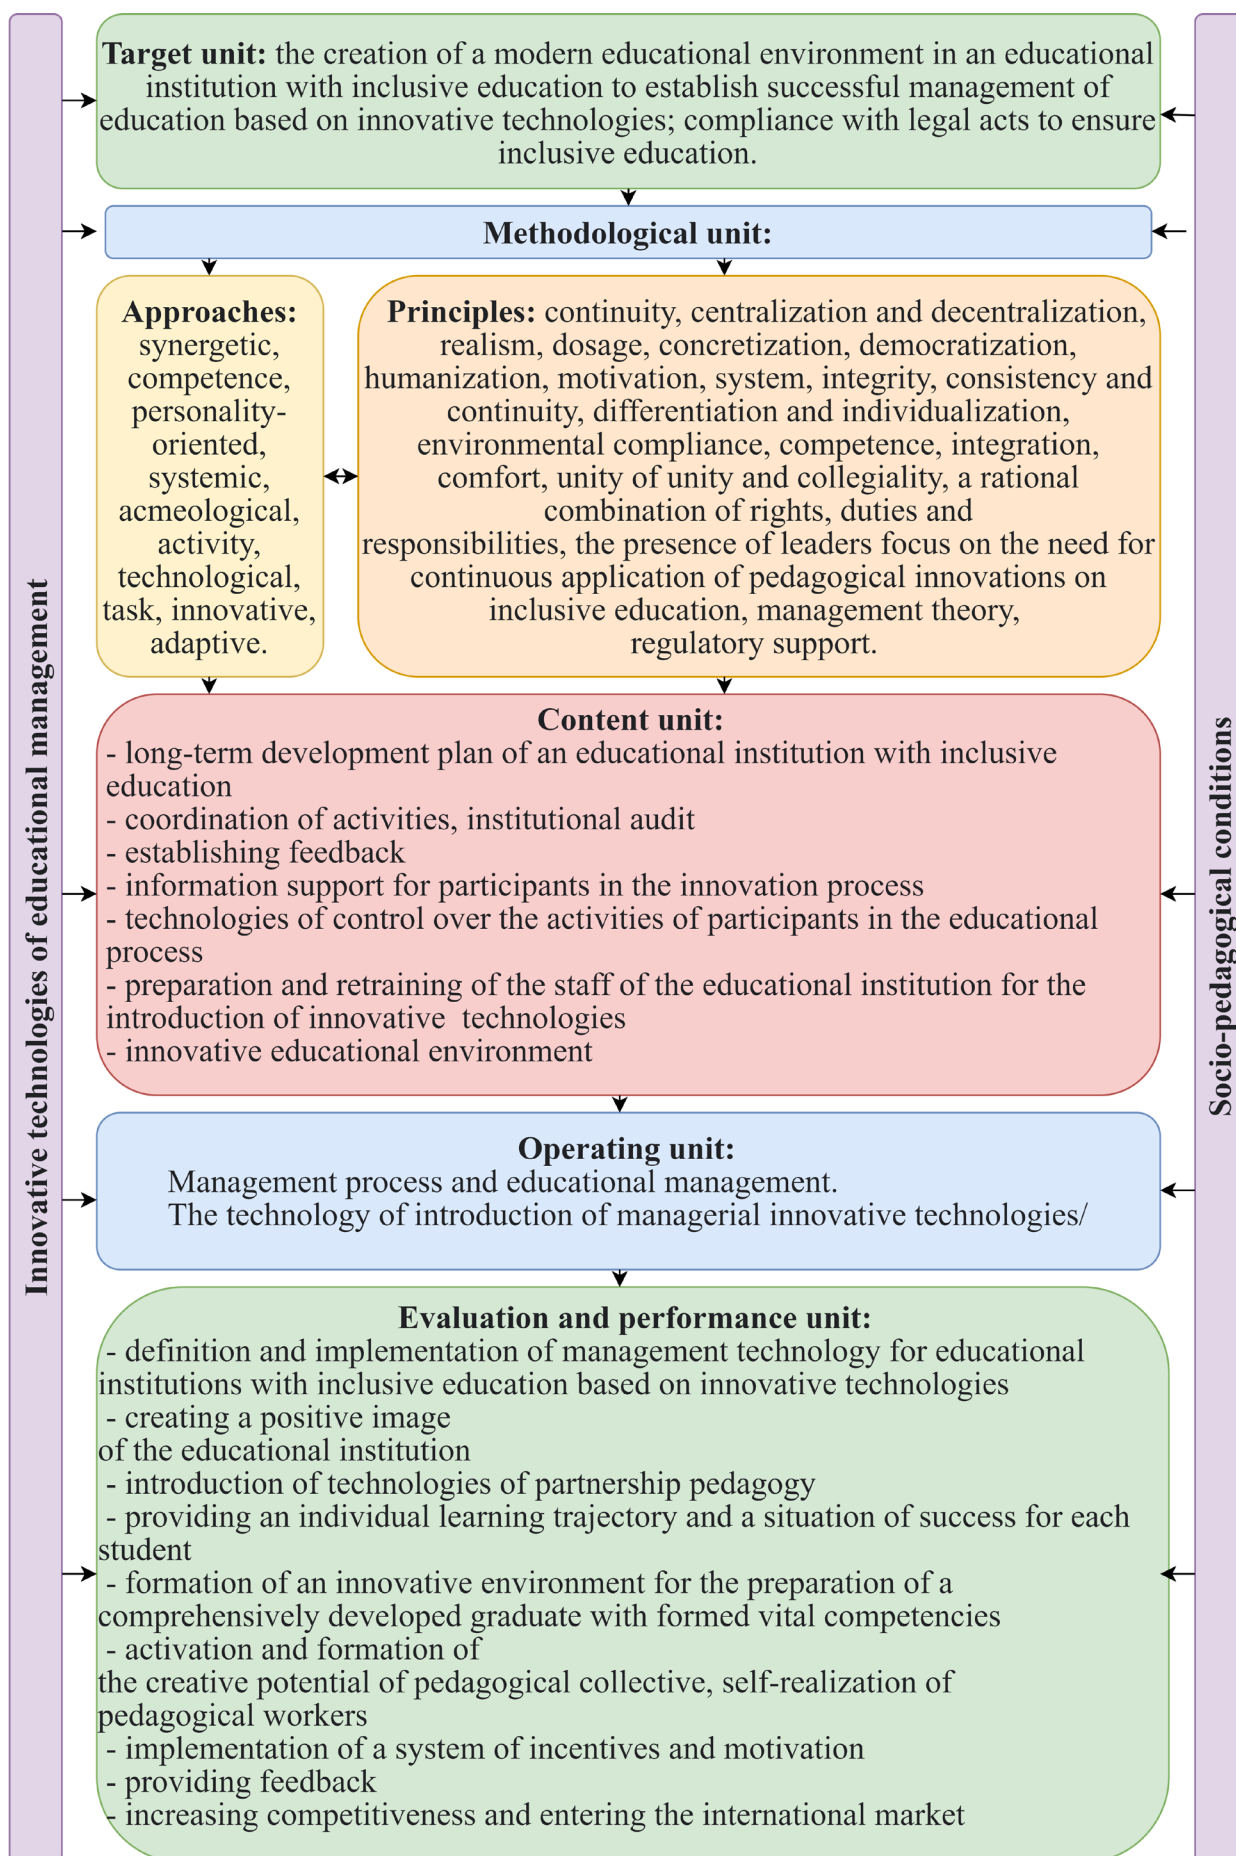 Innovative technologies of educational management
Target unit: the creation of a modern educational environment in an educational
institution with inclusive education to establish successful management of
education based on innovative technologies; compliance with legal acts to ensure
inclusive education.
Methodological unit:
Approaches:
synergetic,
competence,
personality-
oriented,
systemic,
acmeological,
activity,
technological,
task, innovative,
adaptive.
Principles: continuity, centralization and decentralization,
realism, dosage, concretization, democratization,
humanization, motivation, system, integrity, consistency and
continuity, differentiation and individualization,
environmental compliance, competence, integration,
comfort, unity of unity and collegiality, a rational
combination of rights, duties and
responsibilities, the presence of leaders focus on the need for
continuous application of pedagogical innovations on
inclusive education, management theory,
regulatory support.
Content unit:
- long-term development plan of an educational institution with inclusive
education
- coordination of activities, institutional audit
- establishing feedback
- information support for participants in the innovation process
- technologies of control over the activities of participants in the educational
process
- preparation and retraining of the staff of the educational institution for the
introduction of innovative  technologies
- innovative educational environment
Operating unit:
Management process and educational management.
The technology of introduction of managerial innovative technologies/
Evaluation and performance unit:
- definition and implementation of management technology for educational
institutions with inclusive education based on innovative technologies
- creating a positive image
of the educational institution
- introduction of technologies of partnership pedagogy
- providing an individual learning trajectory and a situation of success for each
student
- formation of an innovative environment for the preparation of a
comprehensively developed graduate with formed vital competencies
- activation and formation of
the creative potential of pedagogical collective, self-realization of
pedagogical workers
- implementation of a system of incentives and motivation
- providing feedback
- increasing competitiveness and entering the international market
Socio-pedagogical conditions